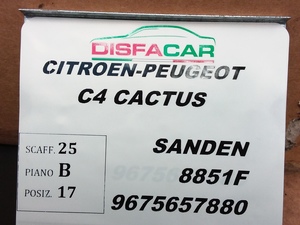 DISFACAR
CITROEN-PEUGEOT
C4 CACTUS
SCAFF. 25
PIANO B
POSIZ. 17
SANDEN
8851F
9675657880